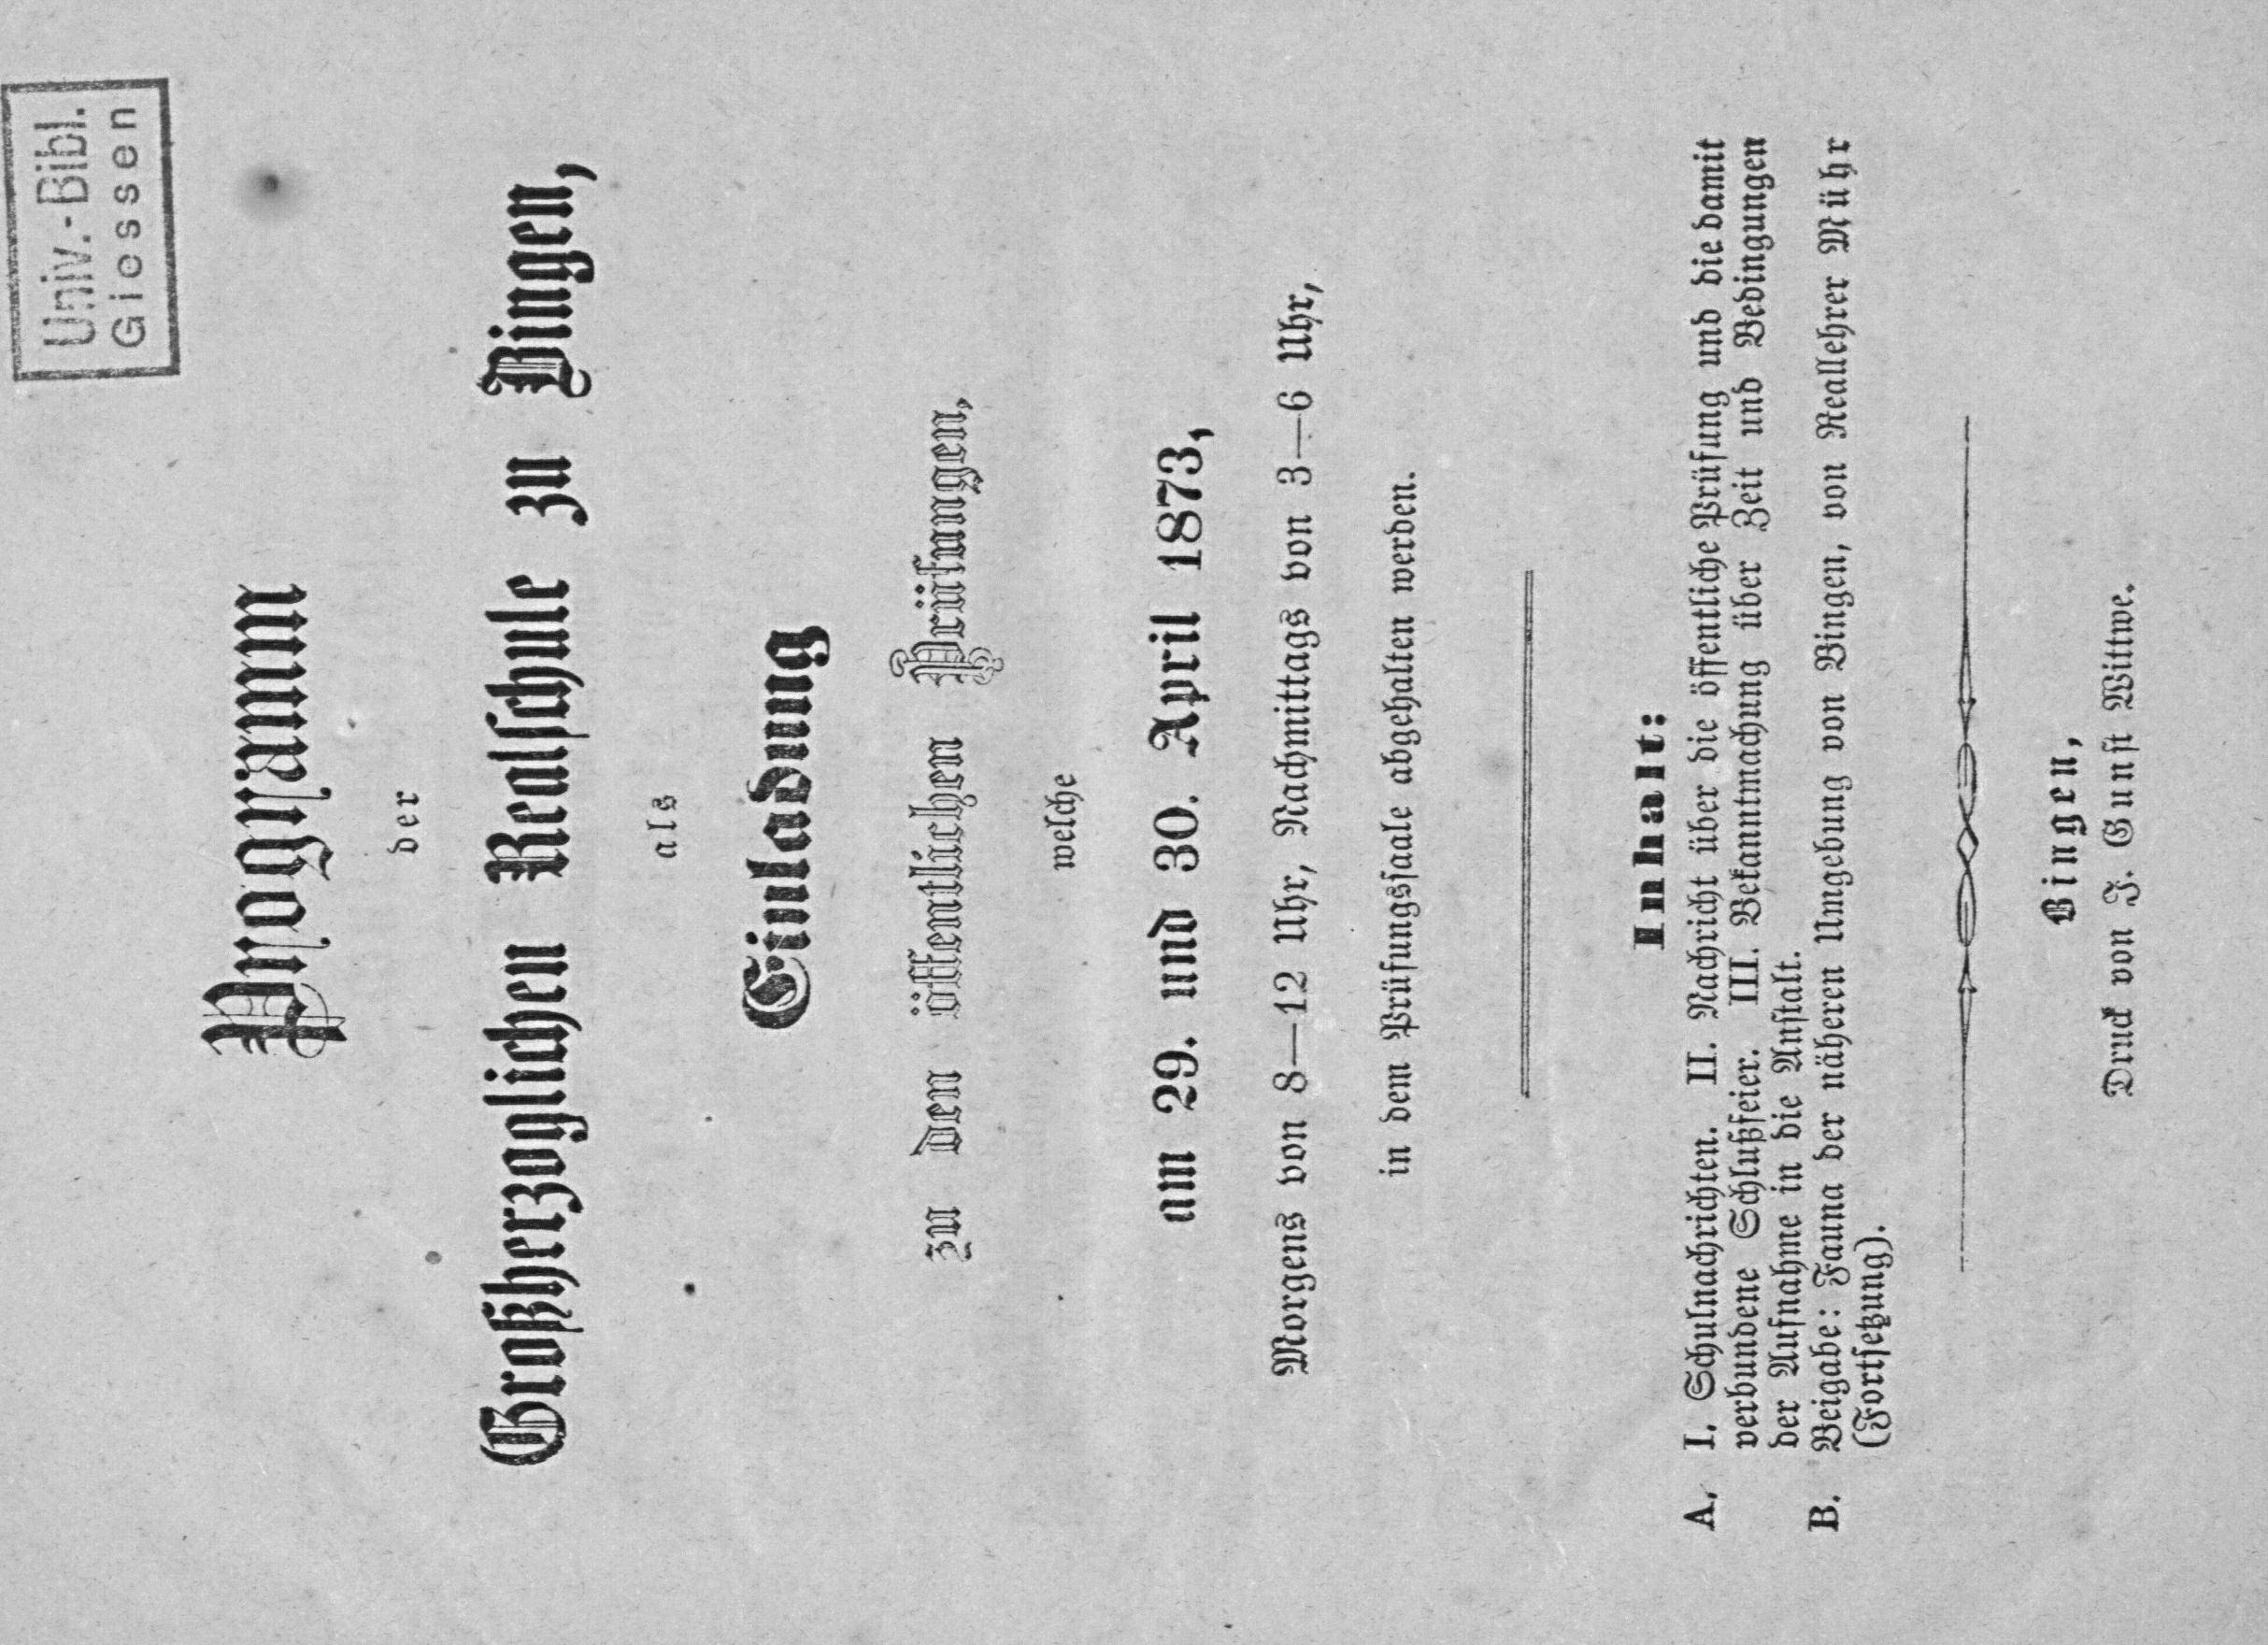 Univ.-Bibl.
Giessen
Programm
der
Großherzoglichen Realschule zu Bingen,
als
Einladung
zu den öffentlichen Prüfungen,
welche
am 29. und 30. April 1873,
Morgens von 8—12 Uhr, Nachmittags von 3—6 Uhr,
in dem Prüfungssaale abgehalten werden.
Inhalt:
A. I. Schulnachrichten. II. Nachricht über die öffentliche Prüfung und die damit
verbundene Schlußfeier. III. Bekanntmachung über Zeit und Bedingungen
der Aufnahme in die Anstalt.
B. Beigabe: Fauna der näheren Umgebung von Bingen, von Reallehrer Mühr
(Fortsetzung).
Bingen,
Druck von J. Gunst Wittwe.